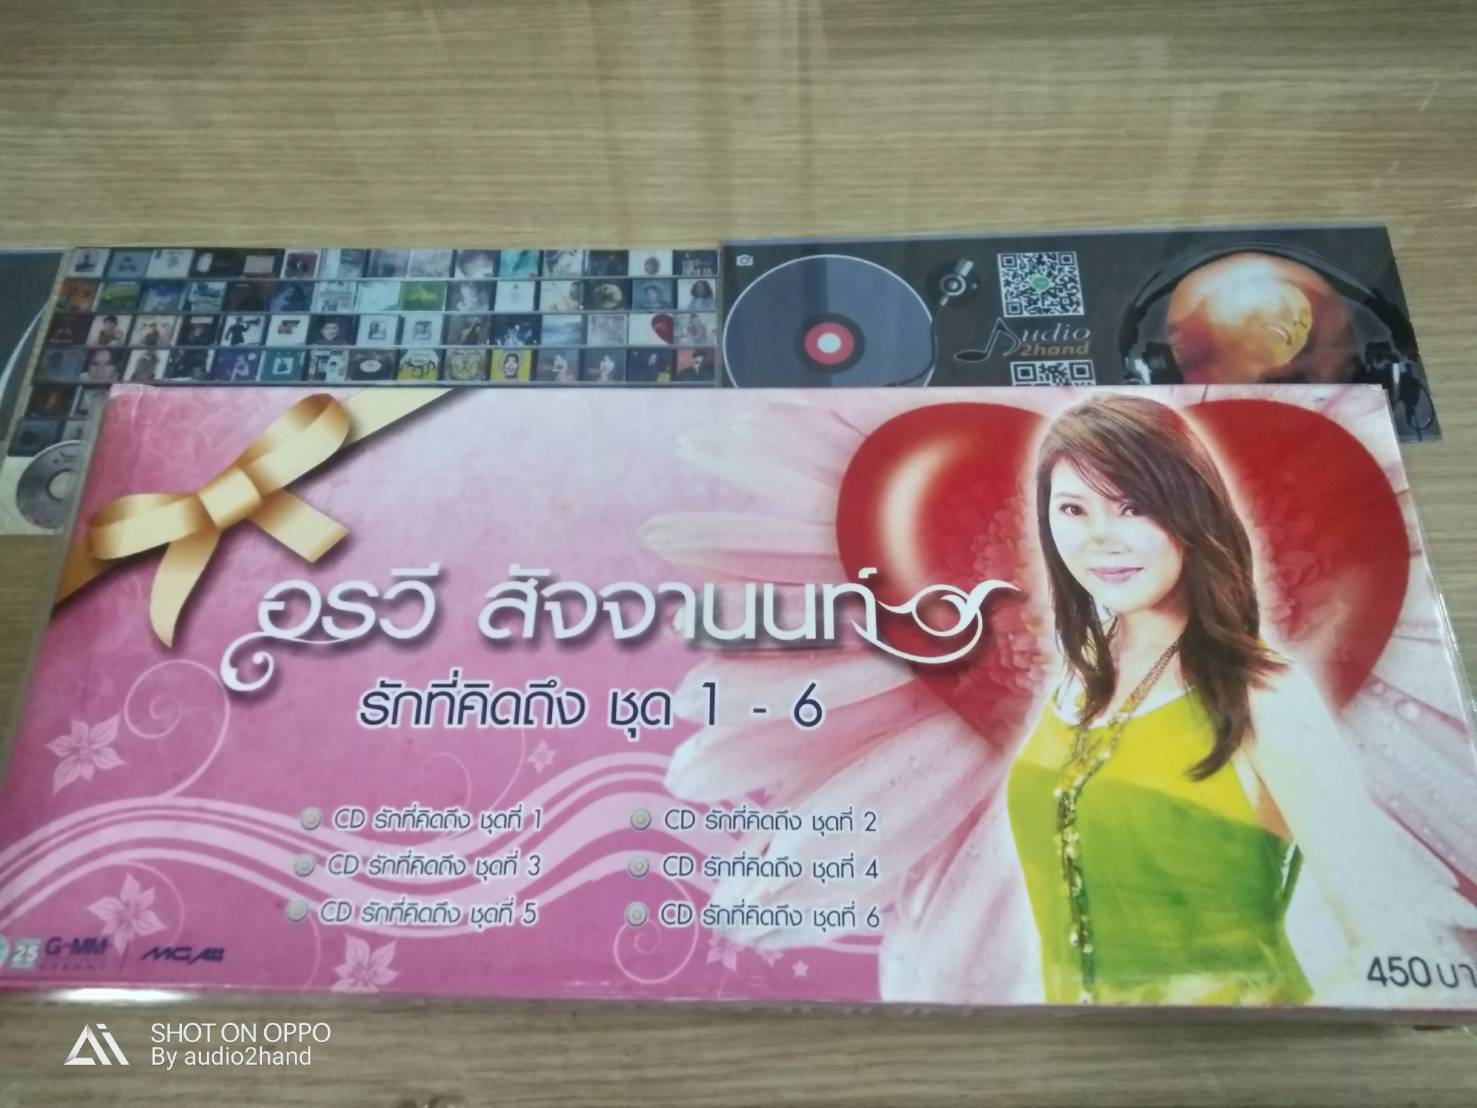 Audio
2hand
อรวี สัจจานนท์
รักที่คิดถึง ชุด 1 - 6
CD รักที่คิดถึง ชุดที่ 1
CD รักที่คิดถึง ชุดที่ 2
CD รักที่คิดถึง ชุดที่ 3
CD รักที่คิดถึง ชุดที่ 4
CD รักที่คิดถึง ชุดที่ 5
CD รักที่คิดถึง ชุดที่ 6
25 G-MM GRAMMY MGA
450 บา
SHOT ON OPPO
By audio2hand